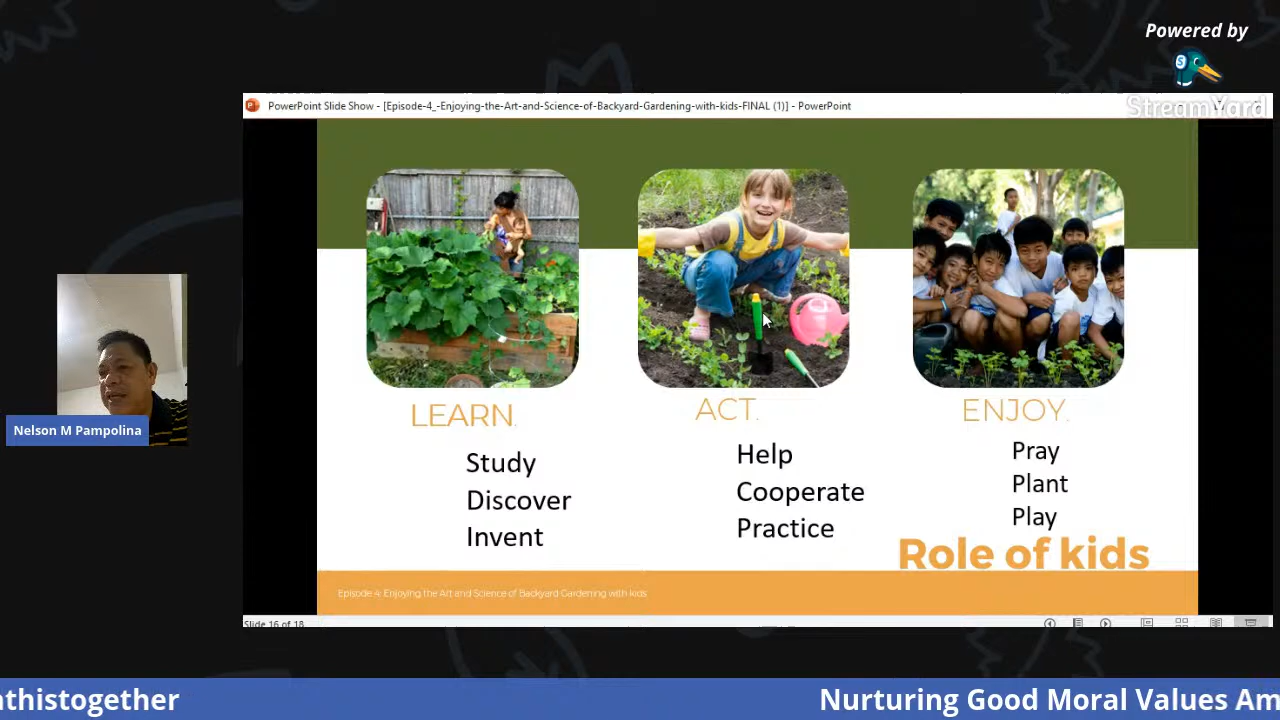 Powered by
StreamYard
PowerPoint Slide Show - [Episode-4_-Enjoying-the-Art-and-Science-of-Backyard-Gardening-with-kids-FINAL (1)] - PowerPoint
LEARN.
Study
Discover
Invent
ACT.
Help
Cooperate
Practice
ENJOY.
Pray
Plant
Play
Role of kids
Episode 4: Enjoying the Art and Science of Backyard Gardening with kids
Slide 16 of 18
Nelson M Pampolina
athistogether
Nurturing Good Moral Values Am